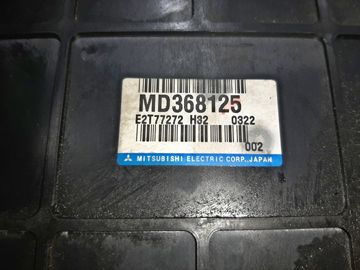 MD368125
E2T77272 H32 0322
002
MITSUBISHI ELECTRIC CORP., JAPAN